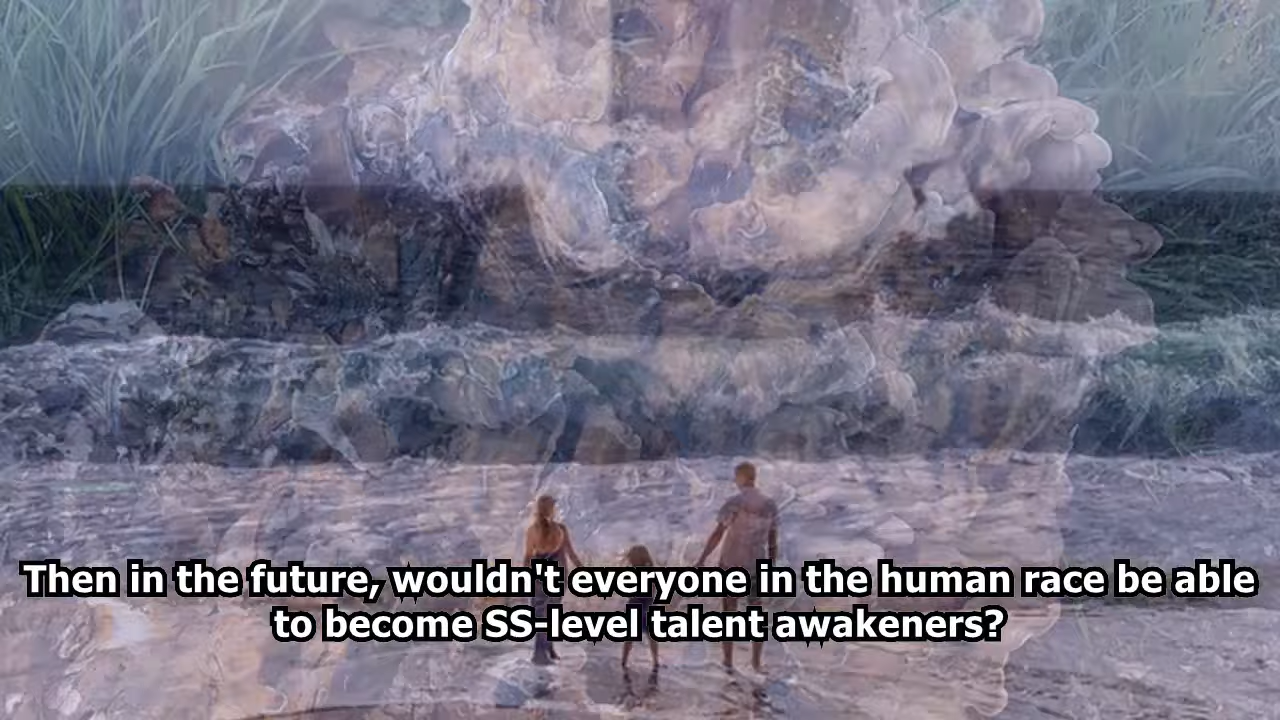 Then in the future, wouldn't everyone in the human race be able
to become SS-level talent awakeners?